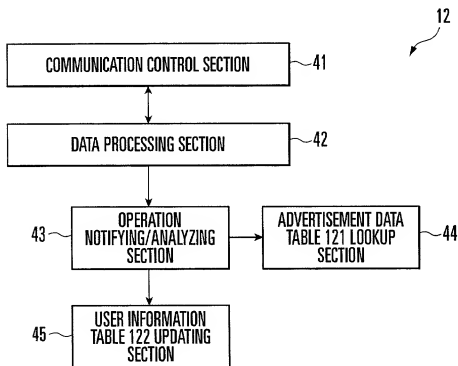 12
COMMUNICATION CONTROL SECTION
41
DATA PROCESSING SECTION
42
43
OPERATION
NOTIFYING/ANALYZING
SECTION
ADVERTISEMENT DATA
TABLE 121 LOOKUP
SECTION
44
45
USER INFORMATION
TABLE 122 UPDATING
SECTION